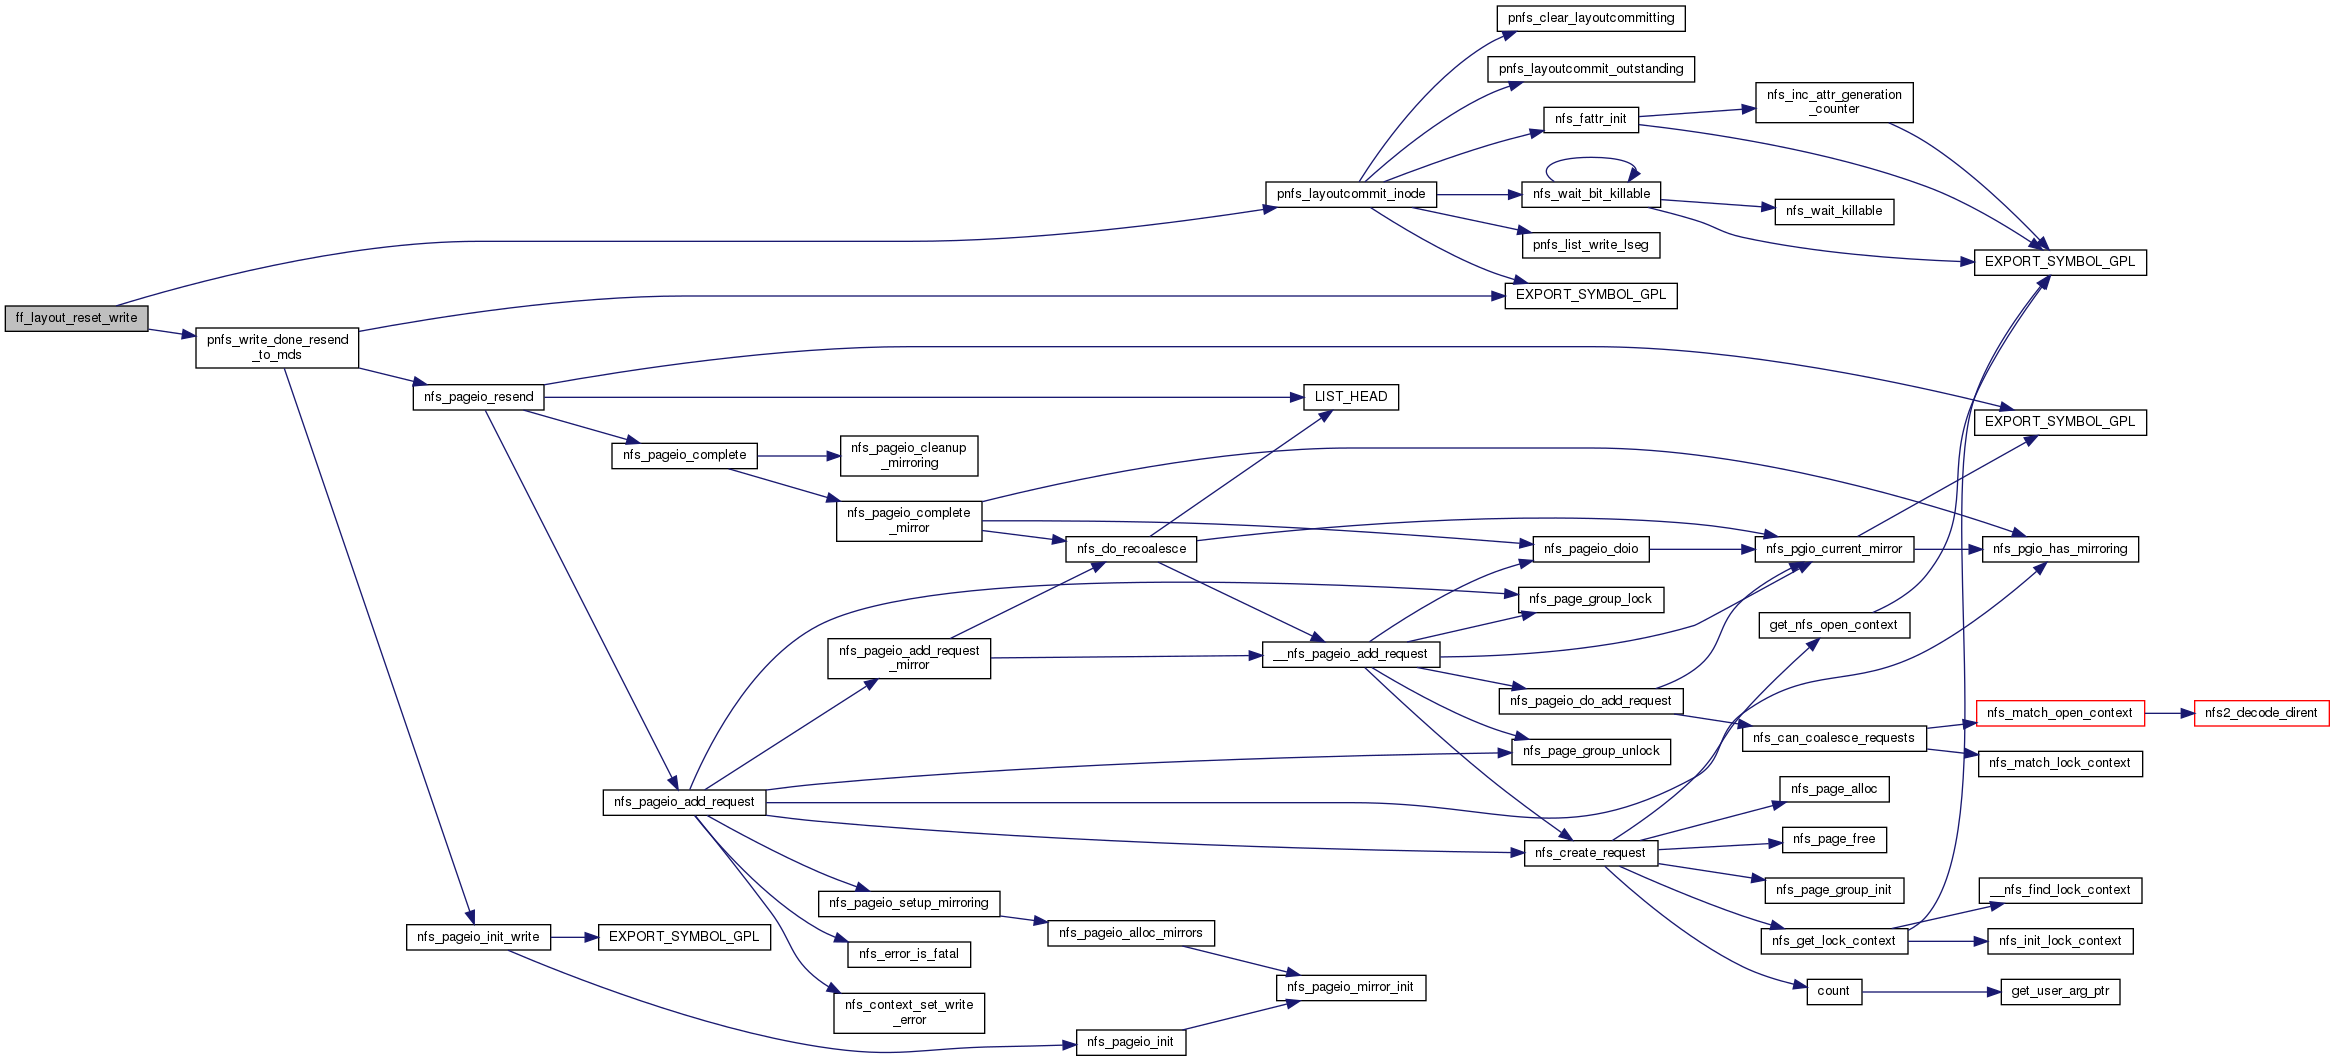 pnfs_clear_layoutcommitting
pnfs_layoutcommit_outstanding
nfs_inc_attr_generation
_counter
nfs_fattr_init
pnfs_layoutcommit_inode
nfs_wait_bit_killable
nfs_wait_killable
pnfs_list_write_lseg
EXPORT_SYMBOL_GPL
EXPORT_SYMBOL_GPL
ff_layout_reset_write
pnfs_write_done_resend
_to_mds
nfs_pageio_resend
LIST_HEAD
EXPORT_SYMBOL_GPL
nfs_pageio_complete
nfs_pageio_cleanup
_mirroring
nfs_pageio_complete
_mirror
nfs_do_recoalesce
nfs_pageio_doio
nfs_pgio_current_mirror
nfs_pgio_has_mirroring
nfs_page_group_lock
get_nfs_open_context
nfs_pageio_add_request
_mirror
__nfs_pageio_add_request
nfs_pageio_do_add_request
nfs_match_open_context
nfs2_decode_dirent
nfs_can_coalesce_requests
nfs_page_group_unlock
nfs_match_lock_context
nfs_pageio_add_request
nfs_page_alloc
nfs_page_free
nfs_create_request
nfs_page_group_init
__nfs_find_lock_context
nfs_pageio_setup_mirroring
nfs_pageio_init_write
EXPORT_SYMBOL_GPL
nfs_pageio_alloc_mirrors
nfs_get_lock_context
nfs_init_lock_context
nfs_error_is_fatal
nfs_pageio_mirror_init
count
get_user_arg_ptr
nfs_context_set_write
_error
nfs_pageio_init